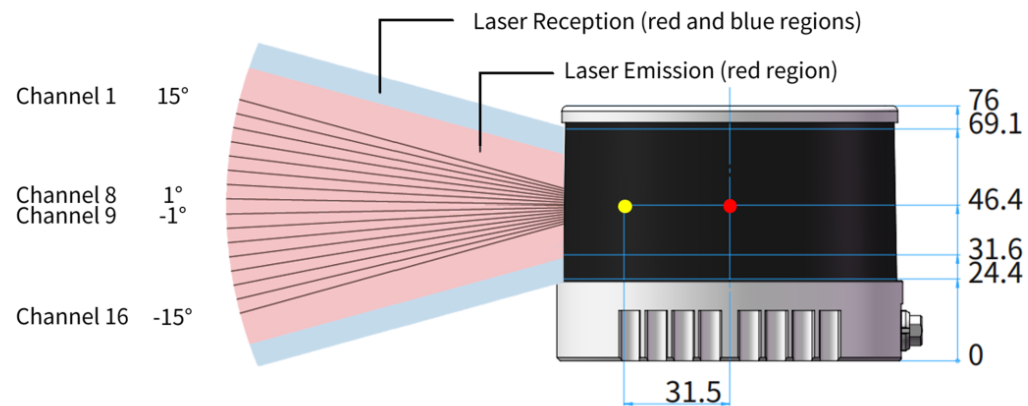 Laser Reception (red and blue regions)
Laser Emission (red region)
Channel 1 15°
Channel 8 1°
Channel 9 -1°
Channel 16 -15°
76
69.1
46.4
31.6
24.4
0
31.5